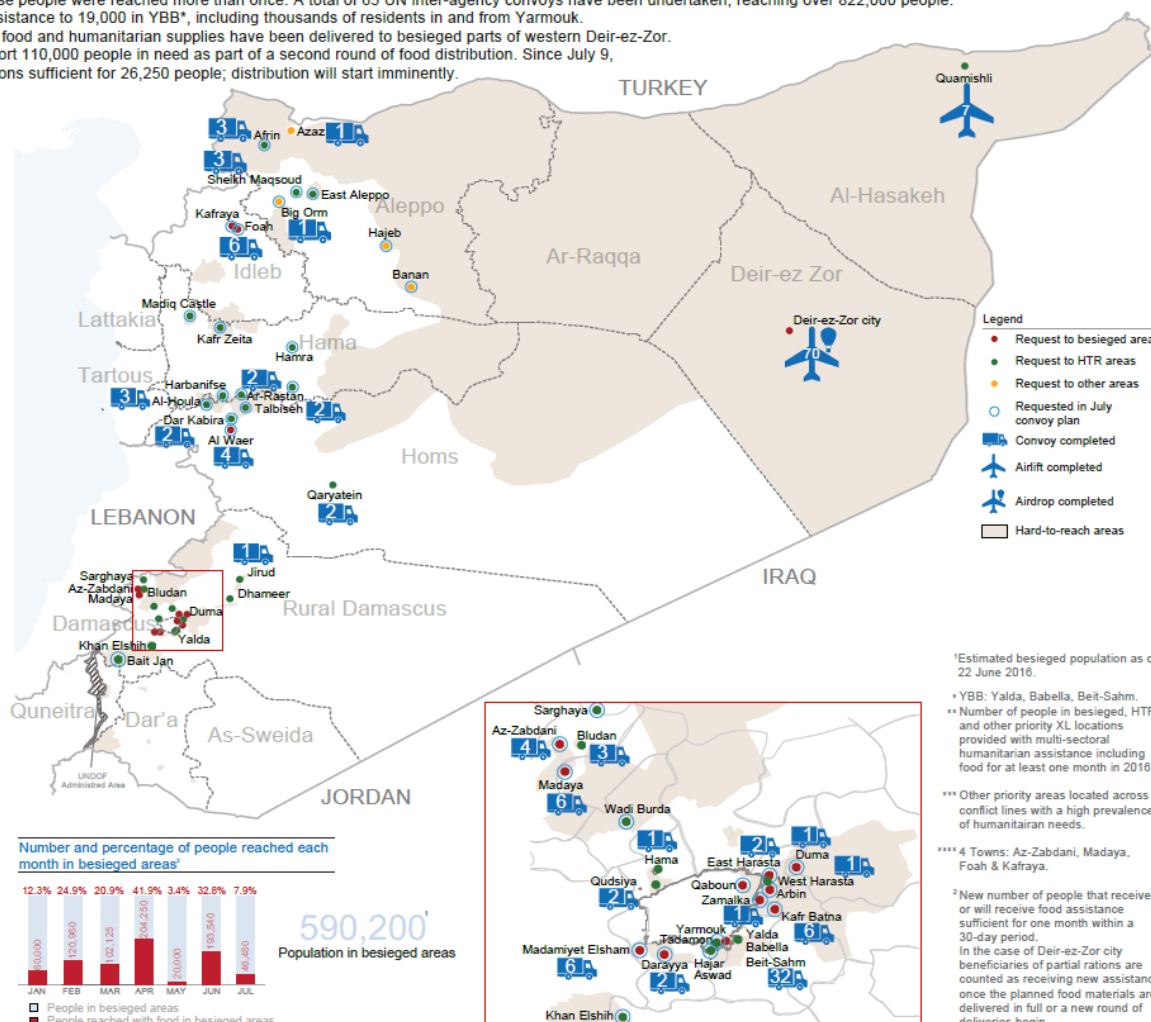 se people were reached more than once. A total of 65 UN inter-agency convoys have been undertaken, reaching over 822,000 people.
sistance to 19,000 in YBB*, including thousands of residents in and from Yarmouk.
food and humanitarian supplies have been delivered to besieged parts of western Deir-ez-Zor.
ort 110,000 people in need as part of a second round of food distribution. Since July 9,
ons sufficient for 26,250 people; distribution will start imminently.
TURKEY
Quamishli
7
3
Afrin
Azaz
1
3
Sheikh Maqsoud
East Aleppo
Aleppo
Al-Hasakeh
Kafraya
Foah
Big Orm
1
6
Hajeb
Idleb
Banan
Ar-Raqqa
Deir-ez Zor
Madiq Castle
Lattakia
Kafr Zeita
Deir-ez-Zor city
70
Hama
Hamra
Tartous
2
Harbanifse
Ar-Rastan
3
Al-Houla
Talbiseh
2
Dar Kabira
2
Al Waer
4
Homs
Qaryatein
2
LEBANON
1
Jirud
Sarghaya
Az-Zabdani
Bludan
Madaya
Dhameer
Duma
Rural Damascus
Damascus
Yalda
Khan Elshih
Bait Jan
IRAQ
Quneitra
Dar'a
As-Sweida
UNDOF
Administred Area
JORDAN
Legend
Request to besieged area
Request to HTR areas
Request to other areas
Requested in July
convoy plan
Convoy completed
Airlift completed
Airdrop completed
Hard-to-reach areas
Sarghaya
Az-Zabdani
4
Bludan
3
Madaya
6
Wadi Burda
1
Hama
2
East Harasta
1
Duma
1
Qudsiya
2
Qaboun
West Harasta
Arbin
Zamalka
1
Kafr Batna
6
Yarmouk
Tadamon
Yalda
Babella
Madamiyet Elsham
6
Darayya
2
Hajar
Aswad
Beit-Sahm
32
Khan Elshih
Number and percentage of people reached each
month in besieged areas²
12.3% 24.9% 20.9% 41.9% 3.4% 32.8% 7.9%
60,000 120,960 102,125 204,250 20,000 193,540 46,480
JAN FEB MAR APR MAY JUN JUL
People in besieged areas
People reached with food in besieged areas
590,200¹
Population in besieged areas
¹Estimated besieged population as o
22 June 2016.
* YBB: Yalda, Babella, Beit-Sahm.
** Number of people in besieged, HTR
and other priority XL locations
provided with multi-sectoral
humanitarian assistance including
food for at least one month in 2016
*** Other priority areas located across
conflict lines with a high prevalence
of humanitairan needs.
**** 4 Towns: Az-Zabdani, Madaya,
Foah & Kafraya.
² New number of people that receive
or will receive food assistance
sufficient for one month within a
30-day period.
In the case of Deir-ez-Zor city
beneficiaries of partial rations are
counted as receiving new assistanc
once the planned food materials are
delivered in full or a new round of
deliveries begin